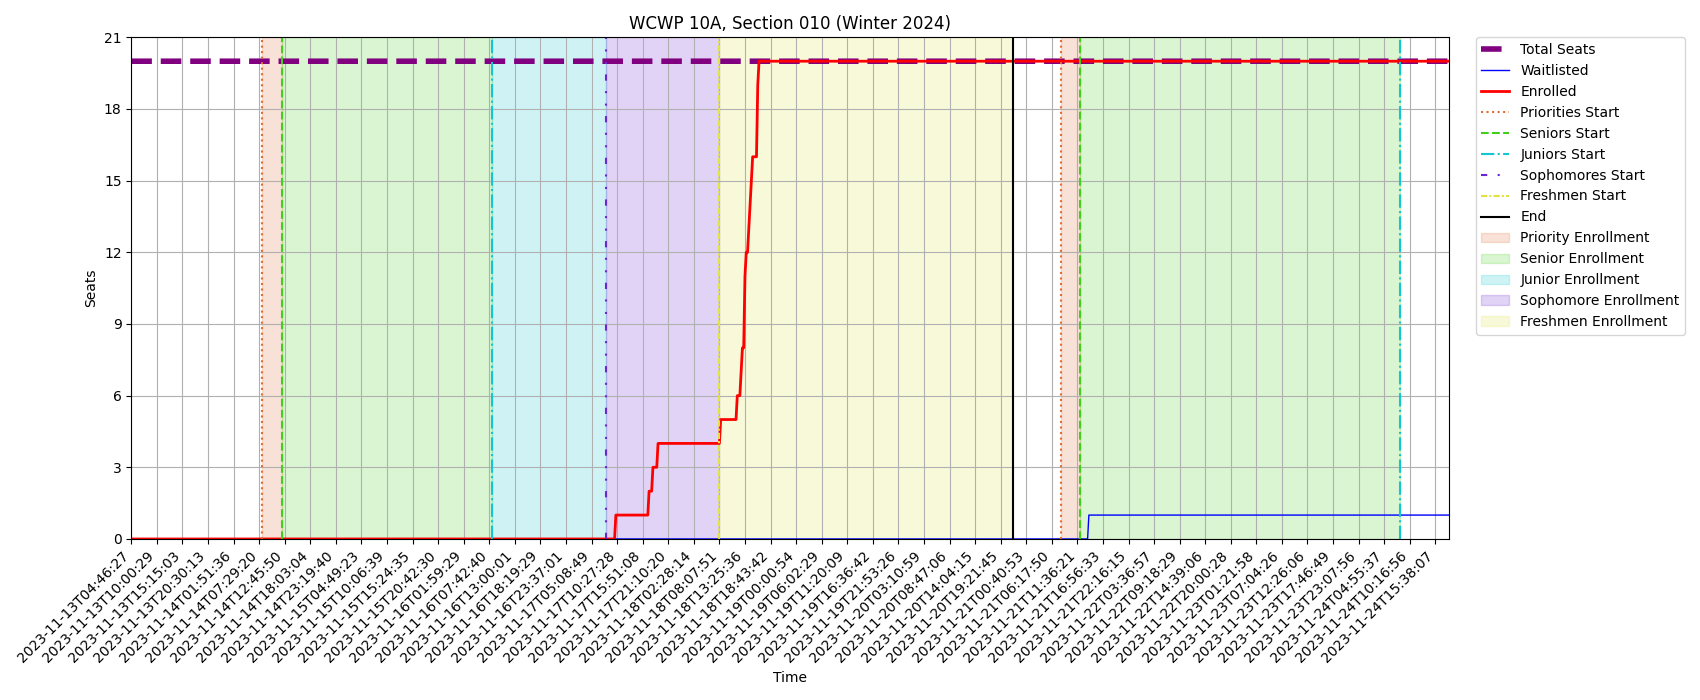 WCWP 10A, Section 010 (Winter 2024)
21
18
15
12
9
6
3
0
Seats
2023-11-13T04:46:27
2023-11-13T10:00:29
2023-11-13T15:15:03
2023-11-13T20:30:13
2023-11-14T01:51:36
2023-11-14T07:29:20
2023-11-14T12:45:50
2023-11-14T18:03:04
2023-11-14T23:19:40
2023-11-15T04:49:23
2023-11-15T10:06:39
2023-11-15T15:24:35
2023-11-15T20:42:30
2023-11-16T01:59:29
2023-11-16T07:42:40
2023-11-16T13:00:01
2023-11-16T18:19:29
2023-11-16T23:37:01
2023-11-17T05:08:49
2023-11-17T10:27:28
2023-11-17T15:51:08
2023-11-17T21:10:20
2023-11-18T02:28:14
2023-11-18T08:07:51
2023-11-18T13:25:36
2023-11-18T18:43:42
2023-11-19T00:00:54
2023-11-19T06:02:29
2023-11-19T11:20:09
2023-11-19T16:36:42
2023-11-19T21:53:26
2023-11-20T03:10:59
2023-11-20T08:47:06
2023-11-20T14:04:15
2023-11-20T19:21:45
2023-11-21T00:40:53
2023-11-21T06:17:50
2023-11-21T11:36:21
2023-11-21T16:56:33
2023-11-21T22:16:15
2023-11-22T03:36:57
2023-11-22T09:18:29
2023-11-22T14:39:06
2023-11-22T20:00:28
2023-11-23T01:21:58
2023-11-23T07:04:26
2023-11-23T12:26:06
2023-11-23T17:46:49
2023-11-23T23:07:56
2023-11-24T04:55:37
2023-11-24T10:16:56
2023-11-24T15:38:07
Time
Total Seats
Waitlisted
Enrolled
Priorities Start
Seniors Start
Juniors Start
Sophomores Start
Freshmen Start
End
Priority Enrollment
Senior Enrollment
Junior Enrollment
Sophomore Enrollment
Freshmen Enrollment